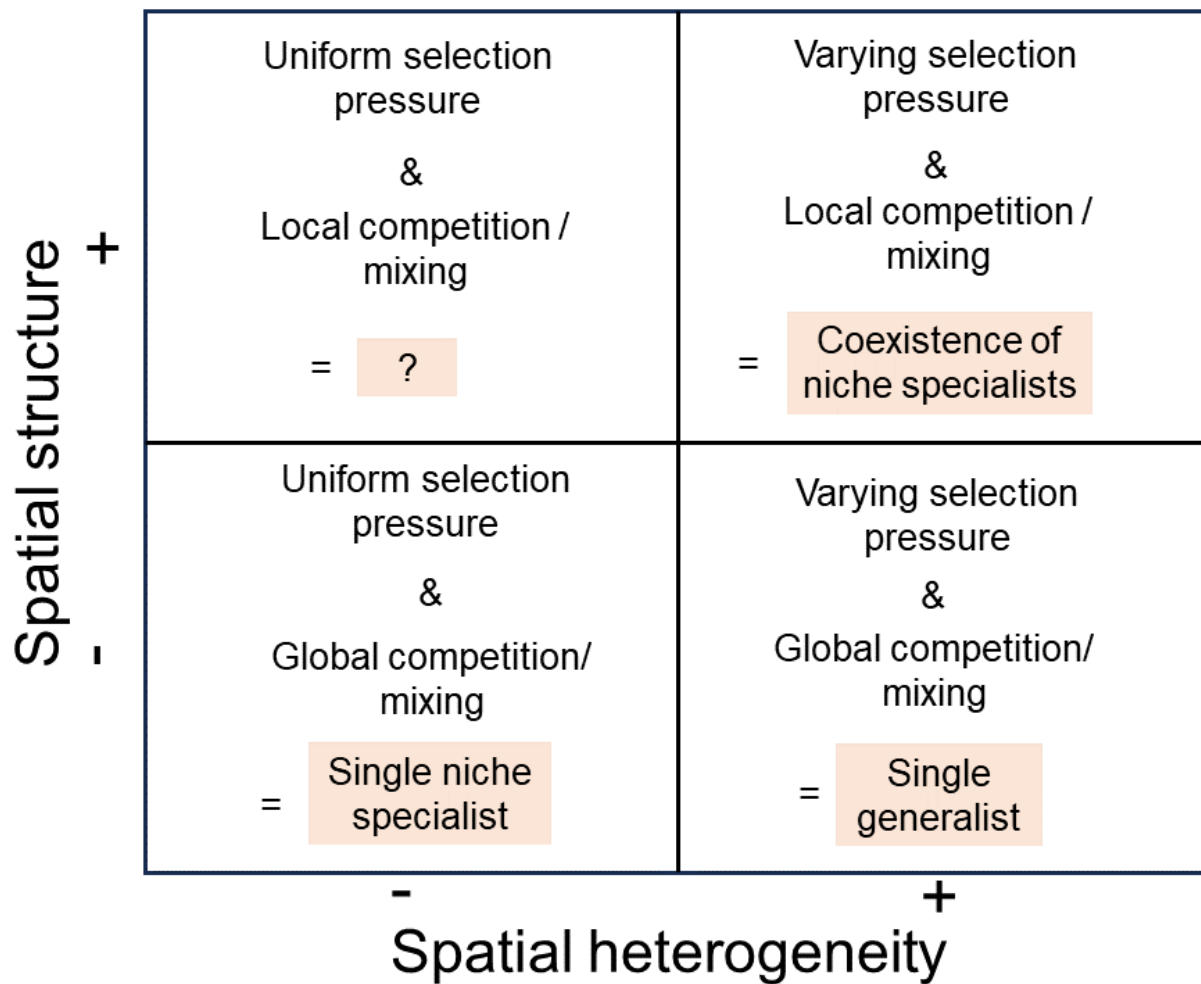 Uniform selection
pressure
&
Local competition /
mixing
= ?
Varying selection
pressure
&
Local competition /
mixing
= Coexistence of
niche specialists
Uniform selection
pressure
&
Global competition/
mixing
= Single niche
specialist
Varying selection
pressure
&
Global competition/
mixing
= Single
generalist
Spatial structure
+
-
- +
Spatial heterogeneity